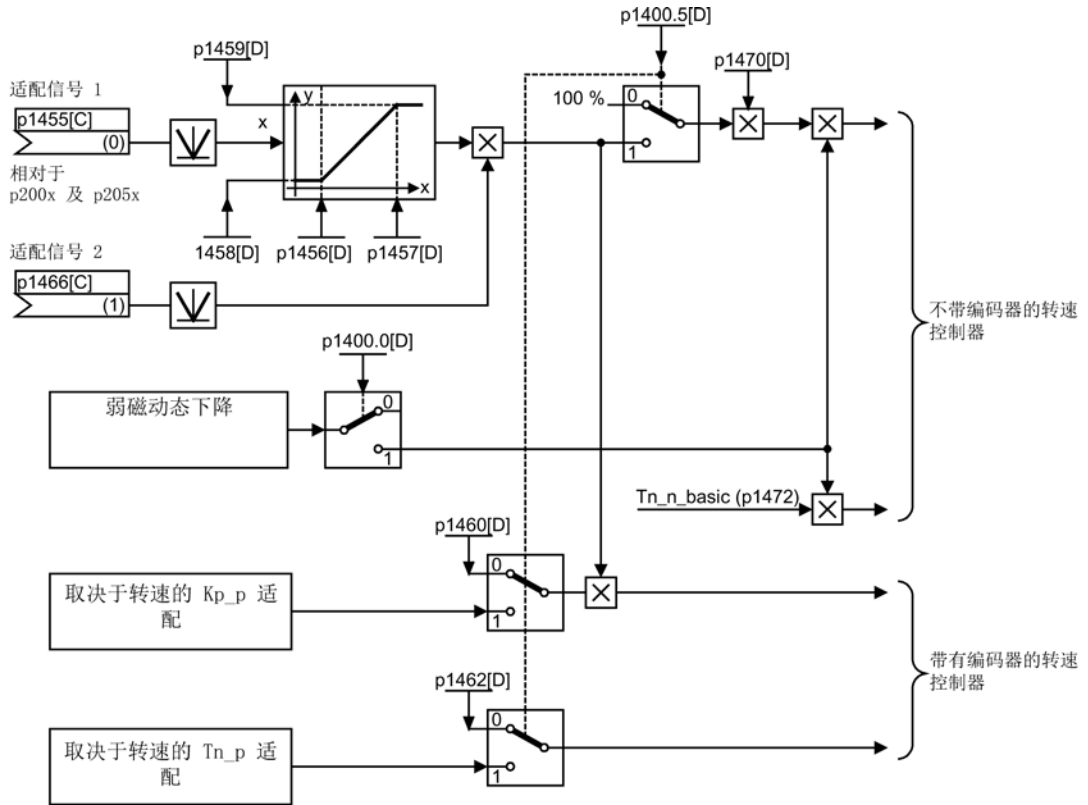 p1400.5[D]
p1459[D]
p1470[D]
适配信号 1
p1455[C]
(0)
x
y
x
100 %
0
1
相对于
p200x 及 p205x
1458[D]
p1456[D]
p1457[D]
适配信号 2
p1466[C]
(1)
不带编码器的转速
控制器
p1400.0[D]
弱磁动态下降
0
1
Tn_n_basic (p1472)
p1460[D]
取决于转速的 Kp_p 适
配
0
1
带有编码器的转速
控制器
p1462[D]
取决于转速的 Tn_p 适
配
0
1